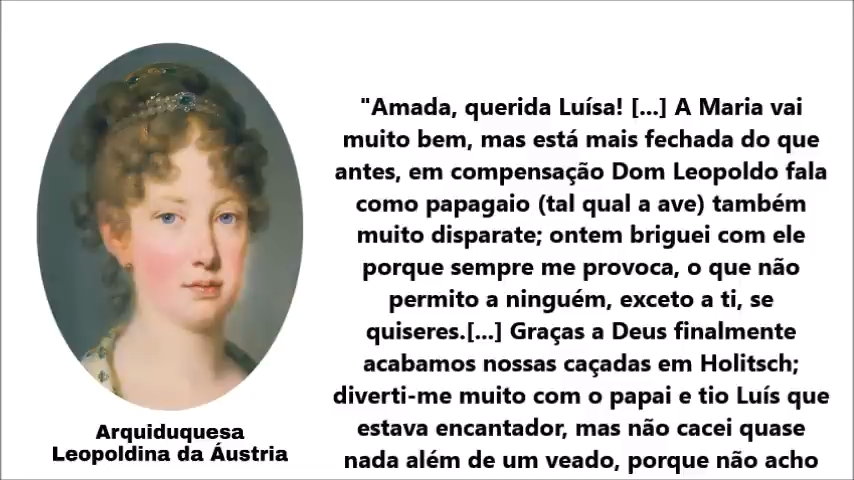 "Amada, querida Luísa! [...] A Maria vai
muito bem, mas está mais fechada do que
antes, em compensação Dom Leopoldo fala
como papagaio (tal qual a ave) também
muito disparate; ontem briguei com ele
porque sempre me provoca, o que não
permito a ninguém, exceto a ti, se
quiseres.[...] Graças a Deus finalmente
acabamos nossas caçadas em Holitsch;
diverti-me muito com o papai e tio Luís que
estava encantador, mas não cacei quase
nada além de um veado, porque não acho
Arquiduquesa
Leopoldina da Áustria